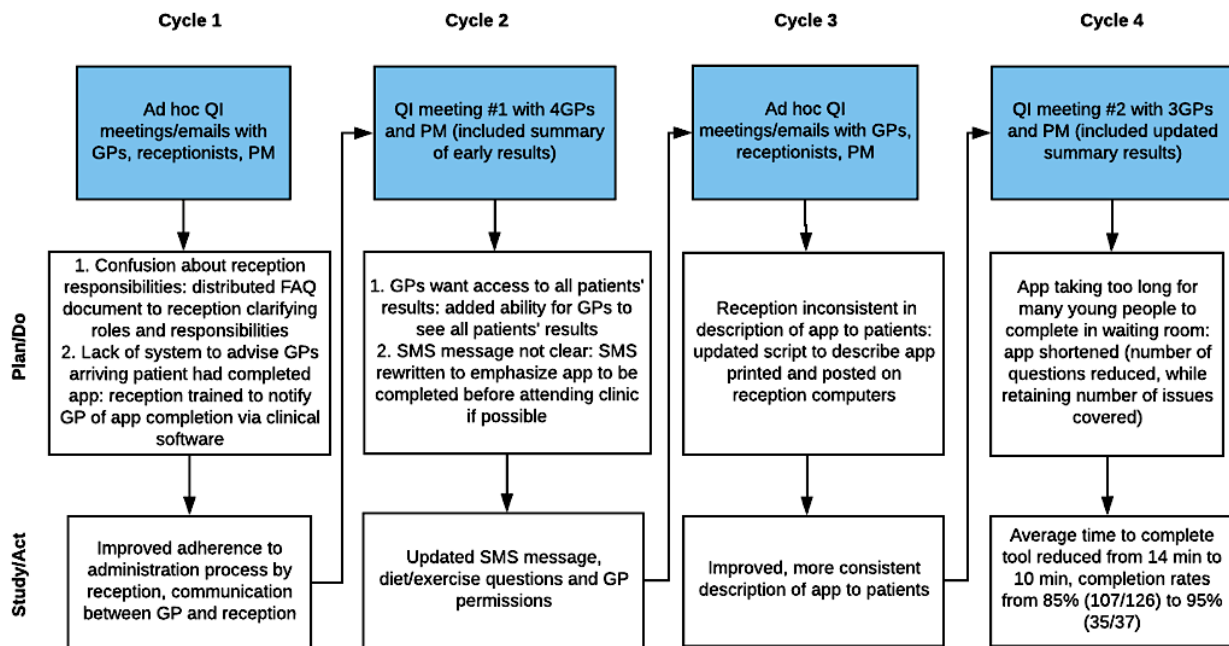 Cycle 1
Cycle 2
Cycle 3
Cycle 4
Ad hoc QI
meetings/emails with
GPs, receptionists, PM
QI meeting #1 with 4GPs
and PM (included summary
of early results)
Ad hoc QI
meetings/emails with GPs,
receptionists, PM
QI meeting #2 with 3GPs
and PM (included updated
summary results)
Plan/Do
1. Confusion about reception
responsibilities: distributed FAQ
document to reception clarifying
roles and responsibilities
2. Lack of system to advise GPs
arriving patient had completed
app: reception trained to notify
GP of app completion via clinical
software
1. GPs want access to all patients'
results: added ability for GPs to
see all patients' results
2. SMS message not clear: SMS
rewritten to emphasize app to be
completed before attending clinic
if possible
Reception inconsistent in
description of app to patients:
updated script to describe app
printed and posted on
reception computers
App taking too long for
many young people to
complete in waiting room:
app shortened (number of
questions reduced, while
retaining number of issues
covered)
Study/Act
Improved adherence to
administration process by
reception, communication
between GP and reception
Updated SMS message,
diet/exercise questions and GP
permissions
Improved, more consistent
description of app to patients
Average time to complete
tool reduced from 14 min to
10 min, completion rates
from 85% (107/126) to 95%
(35/37)